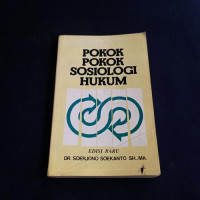 POKOK
POKOK
SOSIOLOGI
HUKUM
EDISI BARU
DR SOERJONO SOEKANTO SH., MA.